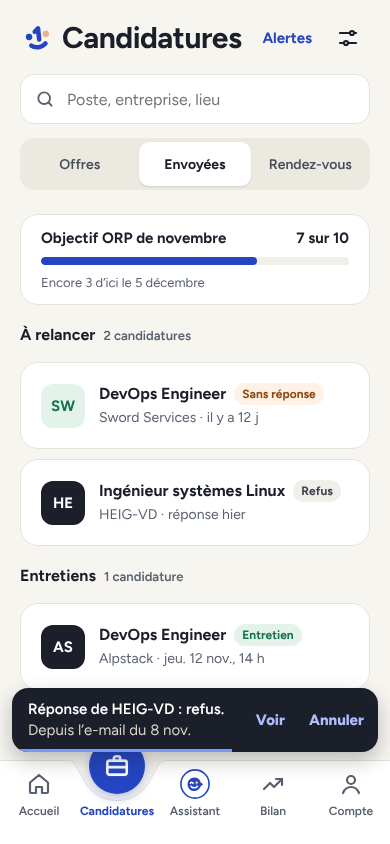 Candidatures
Alertes
Poste, entreprise, lieu
Offres
Envoyées
Rendez-vous
Objectif ORP de novembre
7 sur 10
Encore 3 d'ici le 5 décembre
À relancer 2 candidatures
SW
DevOps Engineer Sans réponse
Sword Services · il y a 12 j
HE
Ingénieur systèmes Linux Refus
HEIG-VD · réponse hier
Entretiens 1 candidature
AS
DevOps Engineer Entretien
Alpstack · jeu. 12 nov., 14 h
Réponse de HEIG-VD : refus.
Depuis l'e-mail du 8 nov.
Voir
Annuler
Accueil
Candidatures
Assistant
Bilan
Compte